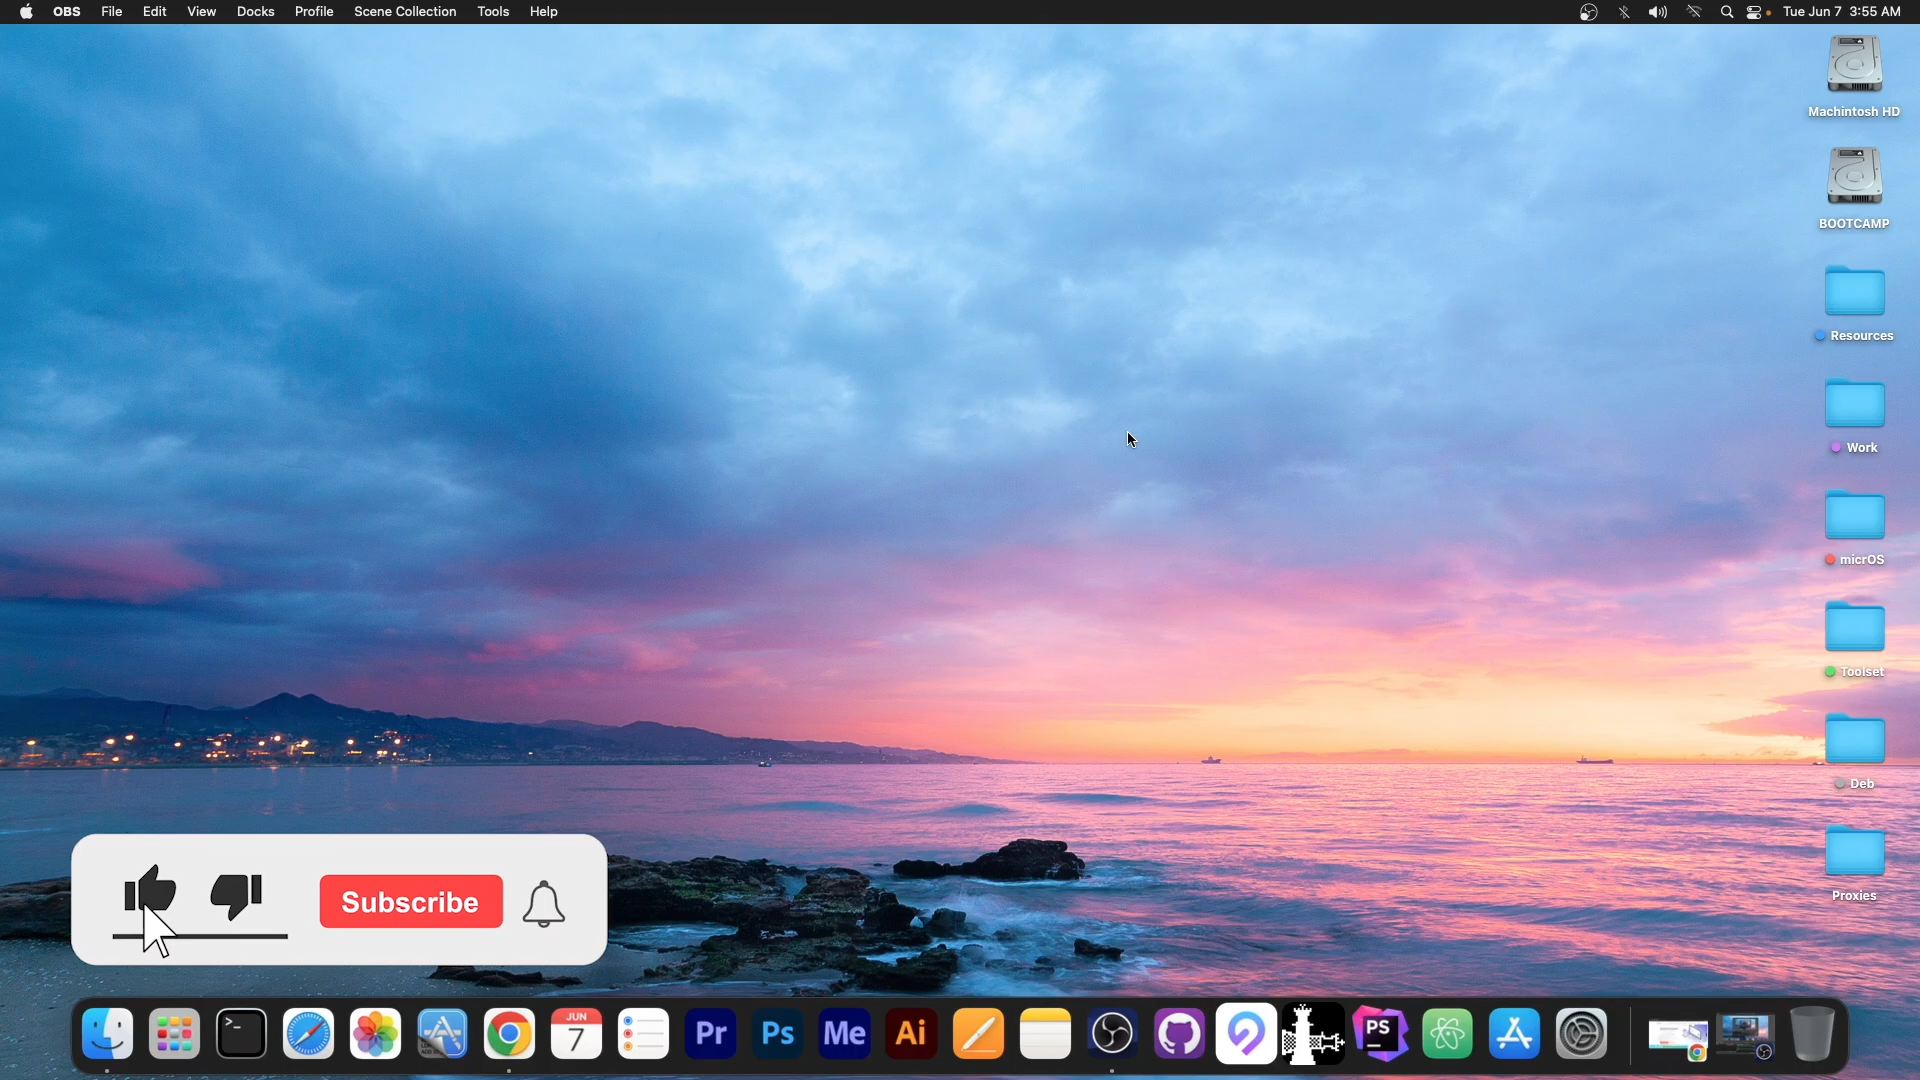 OBS File Edit View Docks Profile Scene Collection Tools Help Tue Jun 7 3:55 AM
Machintosh HD
BOOTCAMP
Resources
Work
micrOS
Toolset
Deb
Proxies
Subscribe
>_
JUN
7
Pr
Ps
Me
Ai
PS